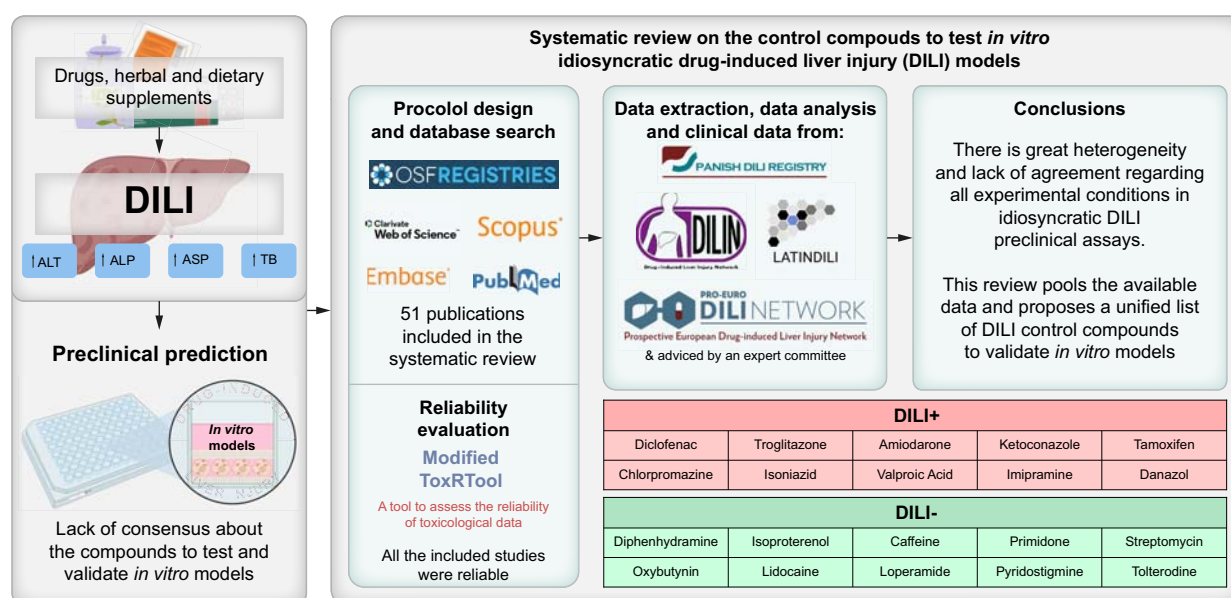 Drugs, herbal and dietary
supplements
DILI
↑ALT
↑ALP
↑ASP
↑TB
Preclinical prediction
DRUG-INDUCED
In vitro
models
LIVER INJURY
Lack of consensus about
the compounds to test and
validate in vitro models
Systematic review on the control compouds to test in vitro
idiosyncratic drug-induced liver injury (DILI) models
Procolol design
and database search
OSFREGISTRIES
Clarivate
Web of Science™
Scopus®
Embase®
PubMed
51 publications
included in the
systematic review
Reliability
evaluation
Modified
ToxRTool
A tool to assess the reliability
of toxicological data
All the included studies
were reliable
Data extraction, data analysis
and clinical data from:
PANISH DILI REGISTRY
DILIN
Drug-Induced Liver Injury Network
LATINDILI
PRO-EURO
DILI NETWORK
Prospective European Drug-induced Liver Injury Network
& adviced by an expert committee
Conclusions
There is great heterogeneity
and lack of agreement regarding
all experimental conditions in
idiosyncratic DILI
preclinical assays.
This review pools the available
data and proposes a unified list
of DILI control compounds
to validate in vitro models
DILI+
Diclofenac Troglitazone Amiodarone Ketoconazole Tamoxifen
Chlorpromazine Isoniazid Valproic Acid Imipramine Danazol
DILI-
Diphenhydramine Isoproterenol Caffeine Primidone Streptomycin
Oxybutynin Lidocaine Loperamide Pyridostigmine Tolterodine